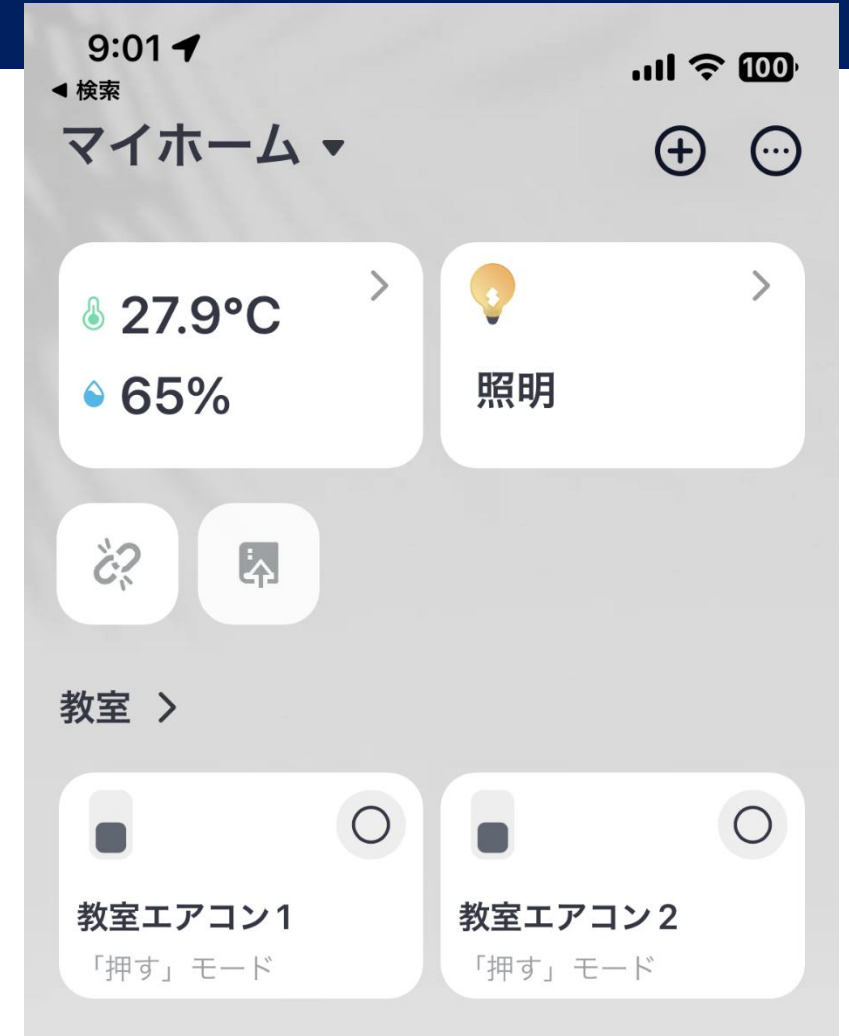 9:01
100
◀ 検索
マイホーム ▼
27.9°C
65%
照明
教室 >
教室エアコン1
「押す」モード
教室エアコン2
「押す」モード